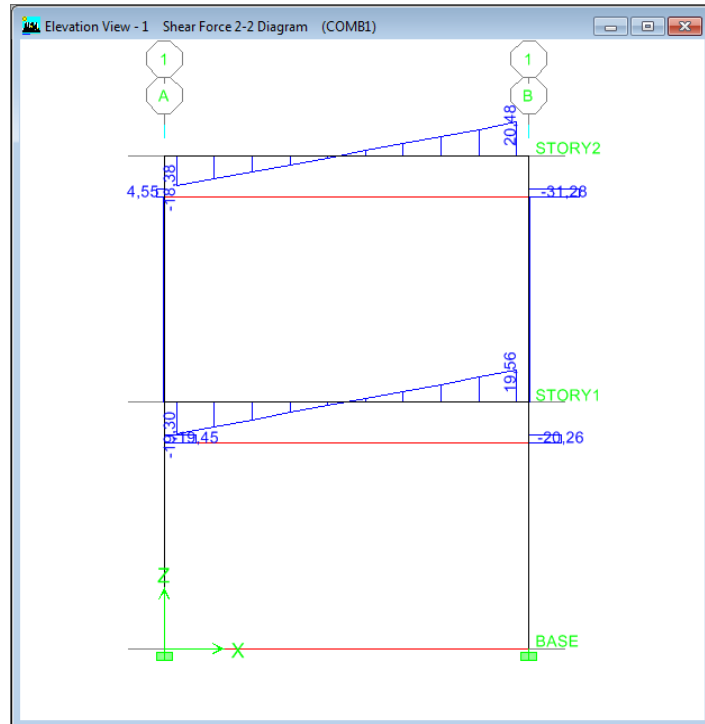 Elevation View - 1 Shear Force 2-2 Diagram (COMB1)
1
1
A
B
20,48
STORY2
-18,38
4,55
-31,28
19,56
STORY1
-19,30
-19,45
-20,26
Z
X
BASE